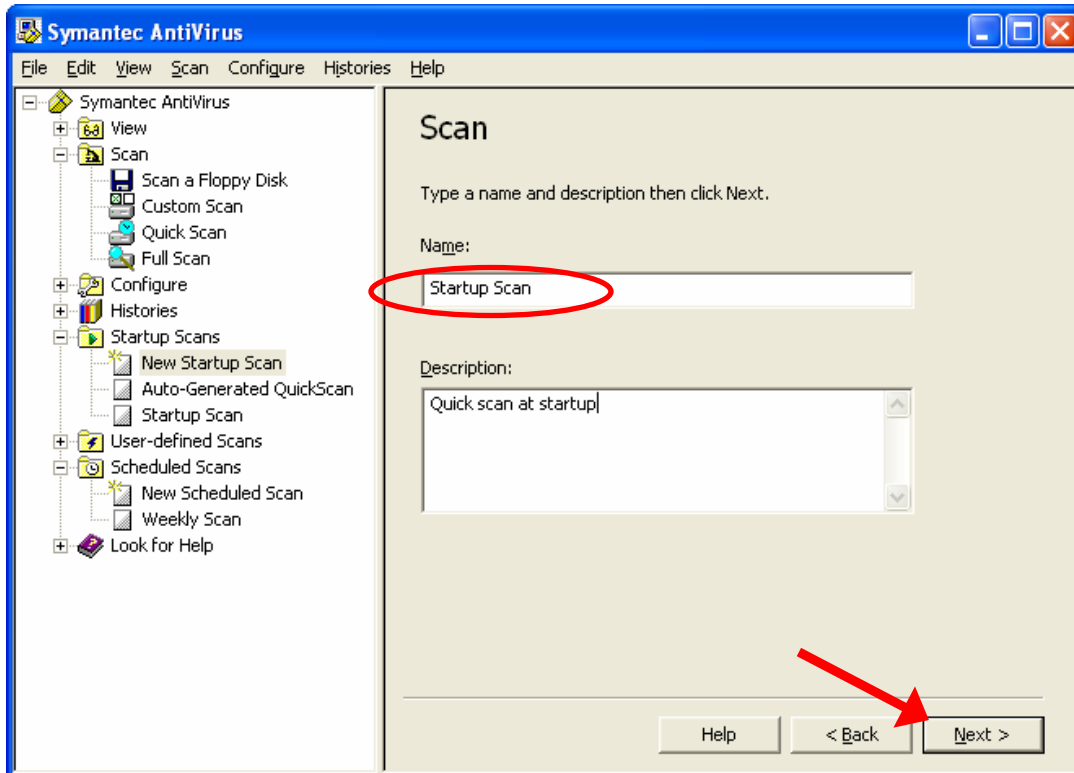 Symantec AntiVirus
File Edit View Scan Configure Histories Help
Symantec AntiVirus
View
Scan
Scan a Floppy Disk
Custom Scan
Quick Scan
Full Scan
Configure
Histories
Startup Scans
New Startup Scan
Auto-Generated QuickScan
Startup Scan
User-defined Scans
Scheduled Scans
New Scheduled Scan
Weekly Scan
Look for Help
Scan
Type a name and description then click Next.
Name:
Startup Scan
Description:
Quick scan at startup
Help < Back Next >